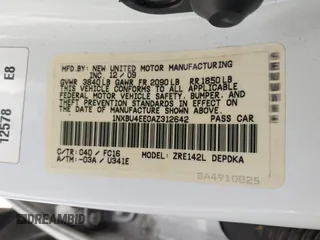 MFD. BY: NEW UNITED MOTOR MANUFACTURING
INC. 12/09
GVWR 3840LB GAWR FR 2090LB RR1850LB
THIS VEHICLE CONFORMS TO ALL APPLICABLE
FEDERAL MOTOR VEHICLE SAFETY, BUMPER, AND
THEFT PREVENTION STANDARDS IN EFFECT ON
THE DATE OF MANUFACTURE SHOWN ABOVE.
1NXBU4EE0AZ312642 PASS CAR
C/TR:040/FC16 MODEL:ZRE142L DEPDKA
A/TM:-03A/U341E
BA4910825
12578 E8
© DREAMBID